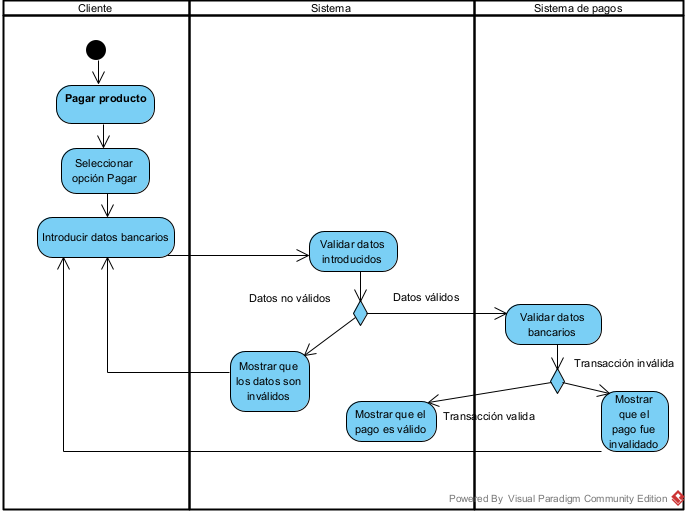 Cliente
Sistema
Sistema de pagos
Pagar producto
Seleccionar
opción Pagar
Introducir datos bancarios
Validar datos
introducidos
Datos no válidos
Datos válidos
Validar datos
bancarios
Mostrar que
los datos son
inválidos
Transacción inválida
Mostrar que el
pago es válido
Transacción valida
Mostrar
que el
pago fue
invalidado
Powered By Visual Paradigm Community Edition